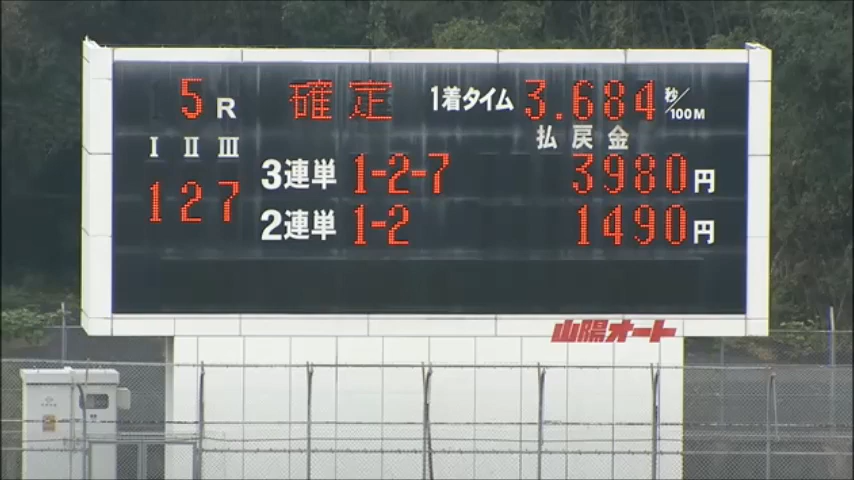 5R 確定 1着タイム 3.684 秒/100M
I II III 払戻金
127
3連単 1-2-7 3980円
2連単 1-2 1490円
山陽オート